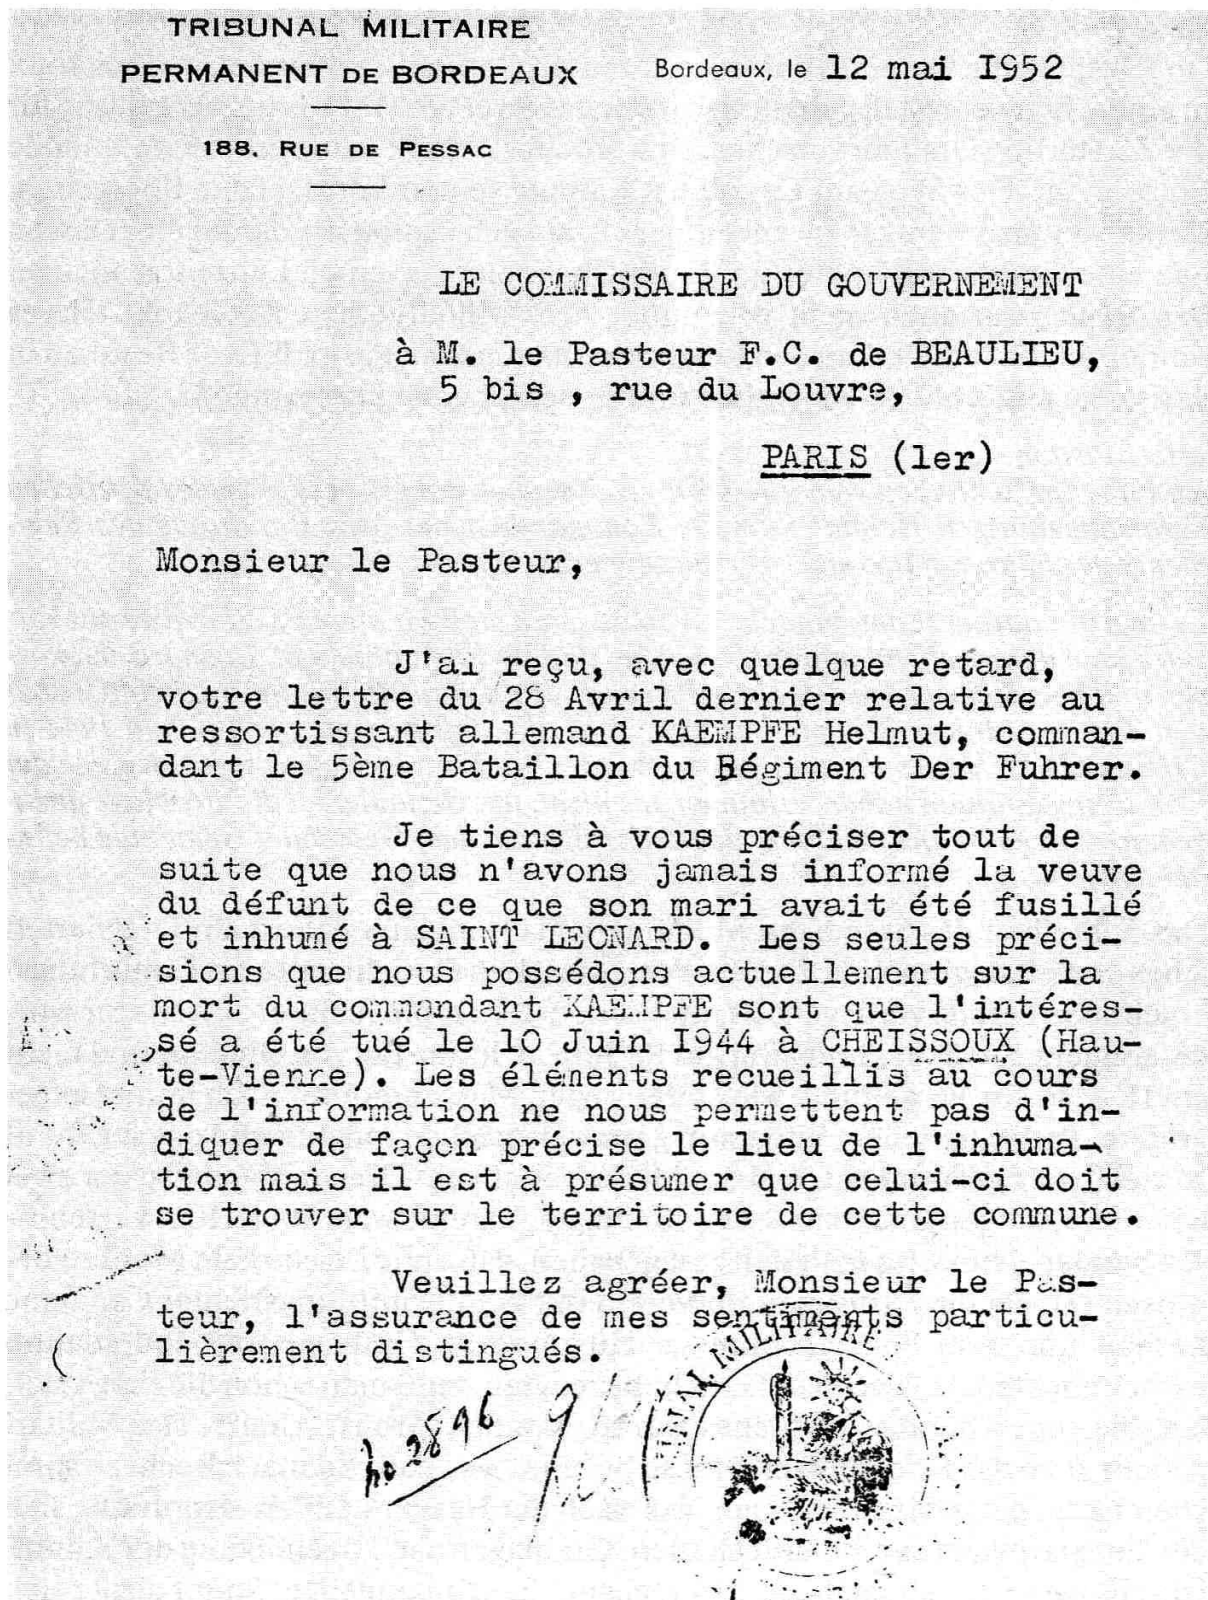 TRIBUNAL MILITAIRE
PERMANENT DE BORDEAUX
Bordeaux, le 12 mai I952
188. RUE DE PESSAC
LE COMMISSAIRE DU GOUVERNEMENT
à M. le Pasteur F.C. de BEAULIEU,
5 bis , rue du Louvre,
PARIS (1er)
Monsieur le Pasteur,
J'ai reçu, avec quelque retard,
votre lettre du 28 Avril dernier relative au
ressortissant allemand KAEMPFE Helmut, comman-
dant le 5ème Bataillon du Régiment Der Fuhrer.
Je tiens à vous préciser tout de
suite que nous n'avons jamais informé la veuve
du défunt de ce que son mari avait été fusillé
et inhumé à SAINT LEONARD. Les seules préci-
sions que nous possédons actuellement sur la
mort du commandant KAEMPFE sont que l'intéres-
sé a été tué le 10 Juin I944 à CHEISSOUX (Hau-
te-Vienne). Les éléments recueillis au cours
de l'information ne nous permettent pas d'in-
diquer de façon précise le lieu de l'inhuma-
tion mais il est à présumer que celui-ci doit
se trouver sur le territoire de cette commune.
Veuillez agréer, Monsieur le Pas-
teur, l'assurance de mes sentiments particu-
lièrement distingués.
MILITAIRE
no 2896